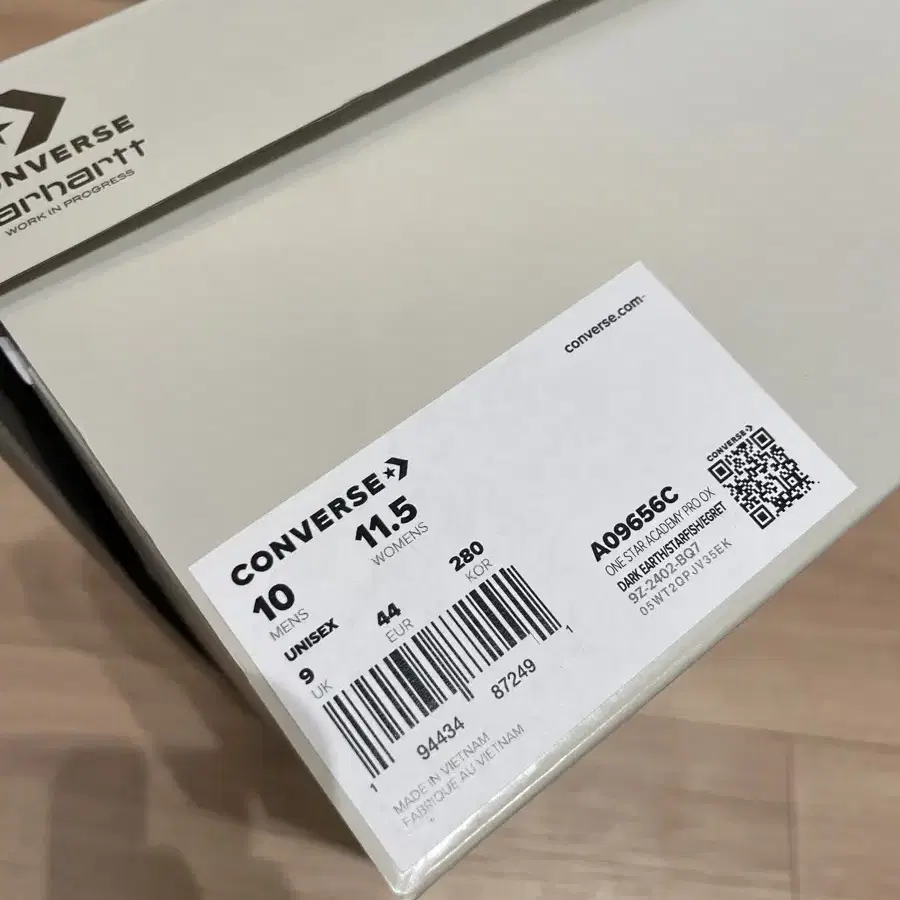 CONVERSE
carhartt
WORK IN PROGRESS
converse.com
CONVERSE
10
MENS
11.5
WOMENS
UNISEX
9
UK
44
EUR
280
KOR
1 94434 87249 1
MADE IN VIETNAM
FABRIQUE AU VIETNAM
CONVERSE
A09656C
ONE STAR ACADEMY PRO OX
DARK EARTH/STARFISH/EGRET
9Z-2402-BQ7
05WT2QPJV35EK